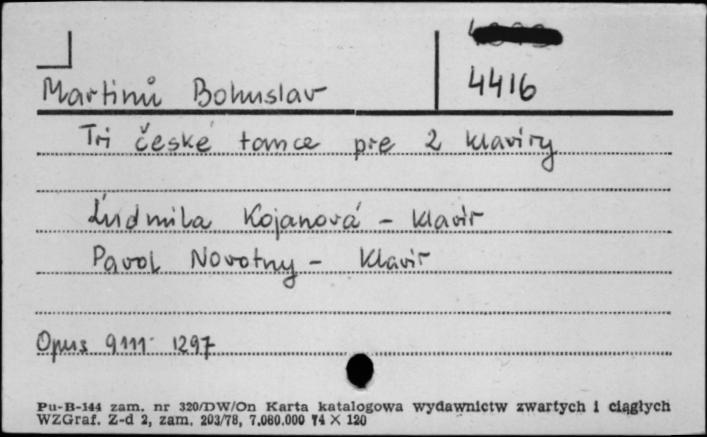 4416
Martinů Bohuslav
Tri české tance pre 2 klavíry
Ľudmila Kojanová - klavír
Pavol Novotny - Klavír
Opus 9111 1297
Pu-B-144 zam. nr 320/DW/On Karta katalogowa wydawnictw zwartych i ciągłych
WZGraf. Z-d 2, zam. 203/78, 7.080.000 74 × 120